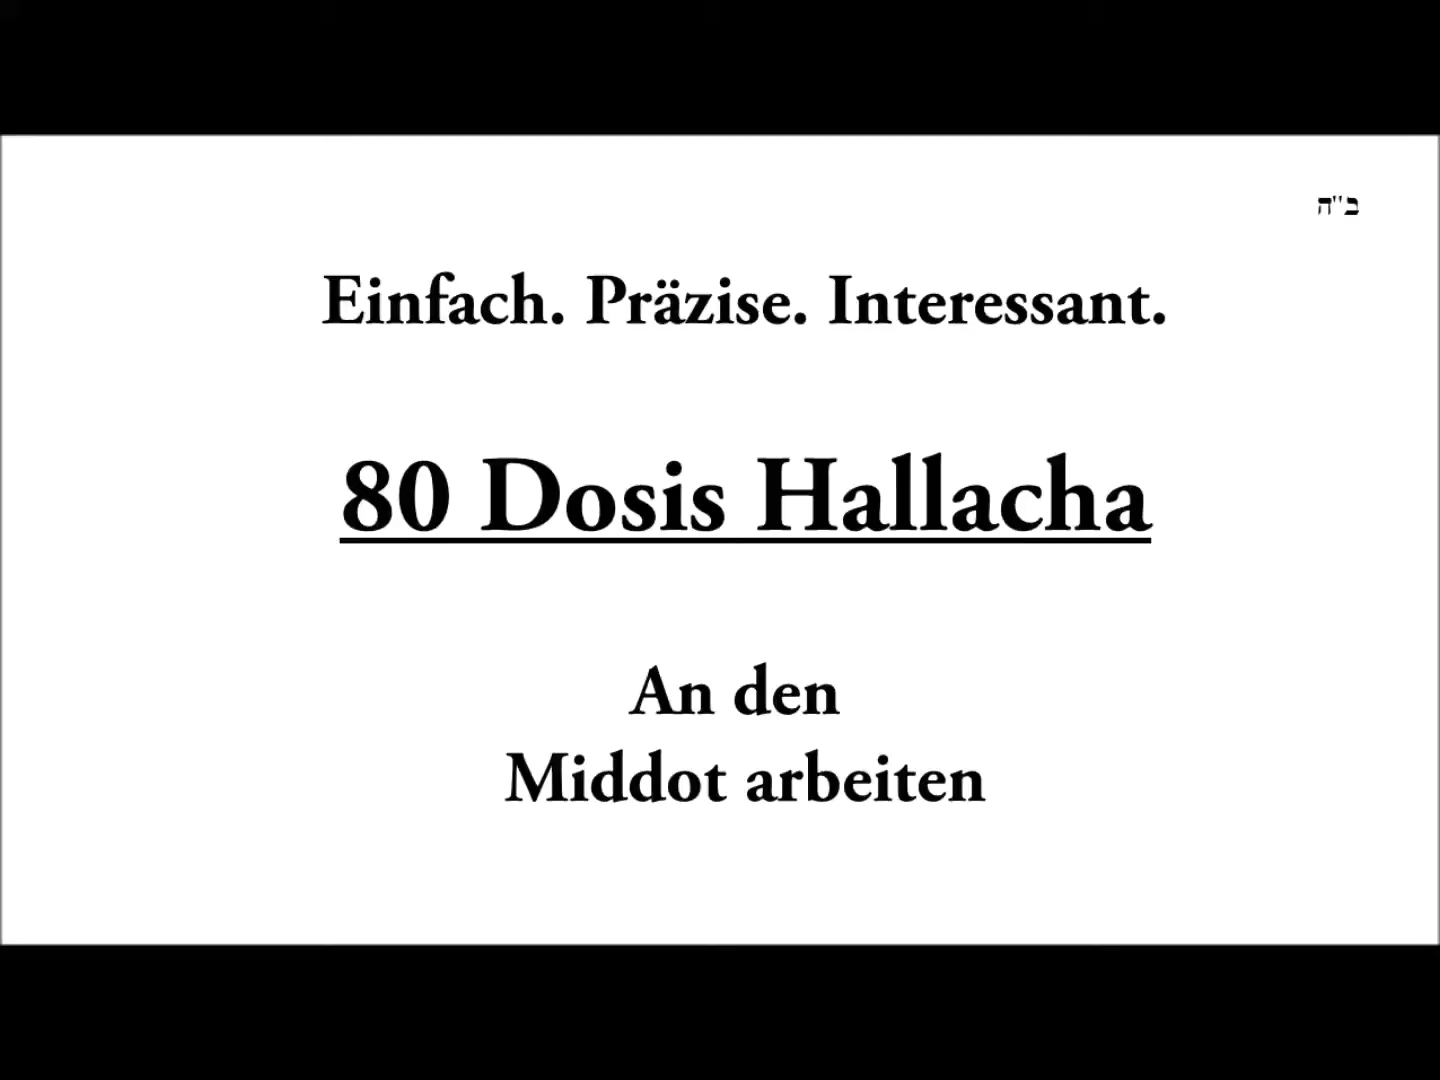 ב"ה
Einfach. Präzise. Interessant.
80 Dosis Hallacha
An den
Middot arbeiten